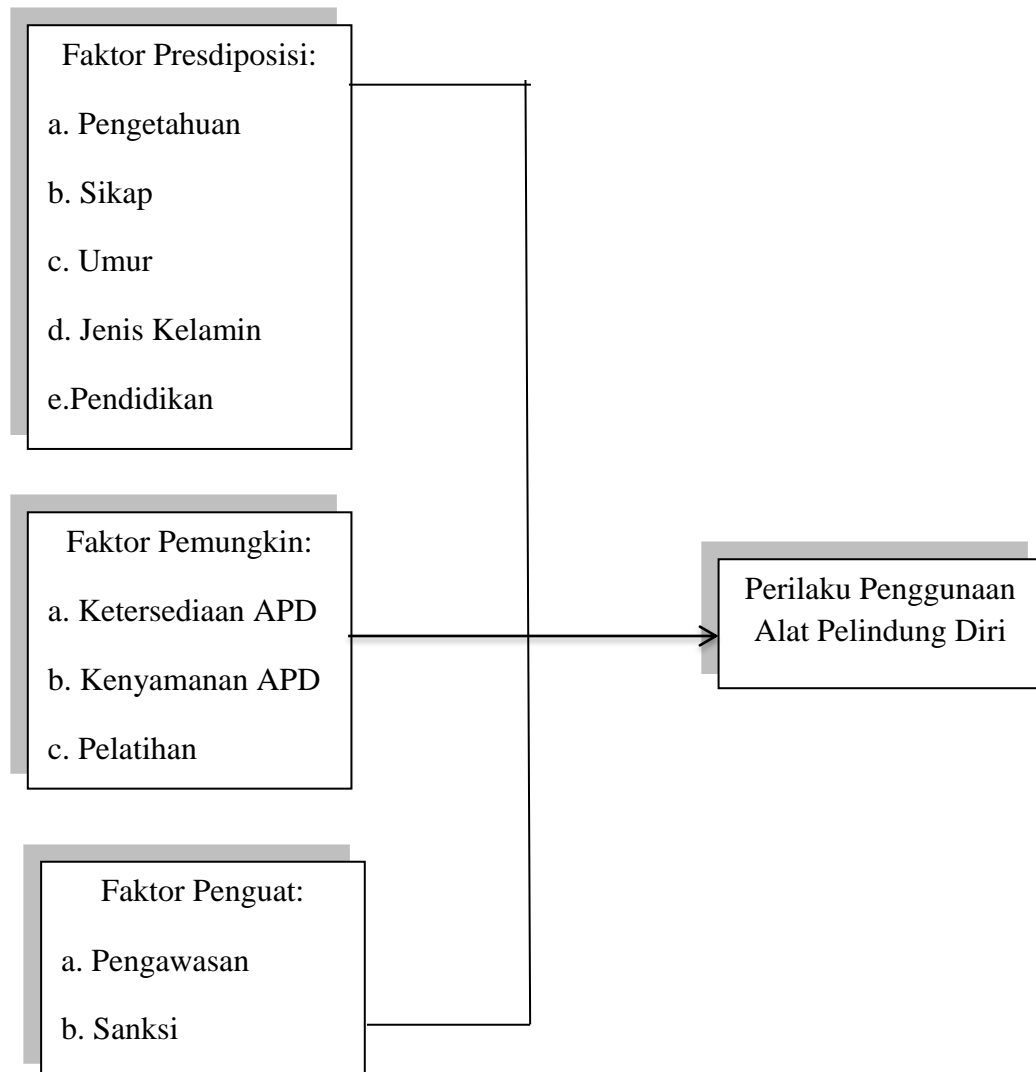 Faktor Presdiposisi:
a. Pengetahuan
b. Sikap
c. Umur
d. Jenis Kelamin
e.Pendidikan
Faktor Pemungkin:
a. Ketersediaan APD
b. Kenyamanan APD
c. Pelatihan
Faktor Penguat:
a. Pengawasan
b. Sanksi
Perilaku Penggunaan
Alat Pelindung Diri